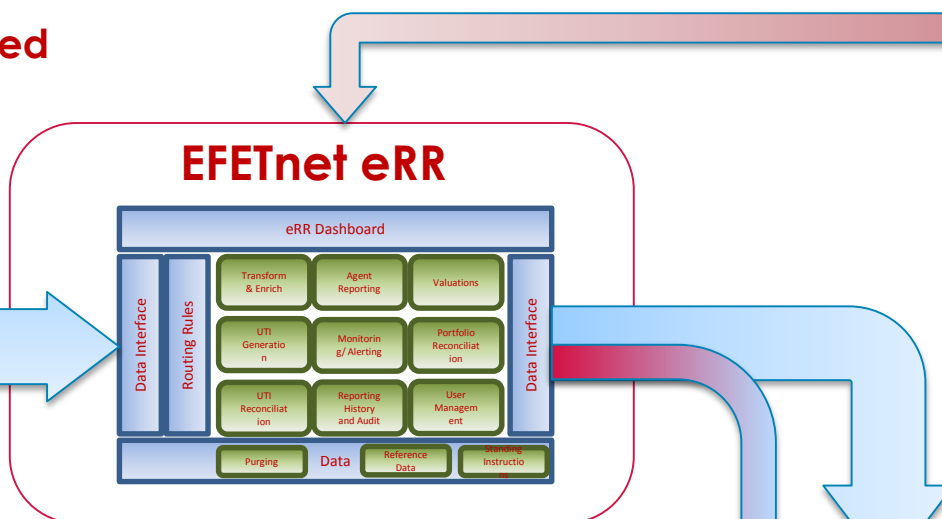 ed
EFETnet eRR
eRR Dashboard
Data Interface
Routing Rules
Transform
& Enrich
Agent
Reporting
Valuations
UTI
Generatio
n
Monitorin
g/ Alerting
Portfolio
Reconciliat
ion
UTI
Reconciliat
ion
Reporting
History
and Audit
User
Managem
ent
Data Interface
Purging
Data
Reference
Data
Standing
Instructio
ns